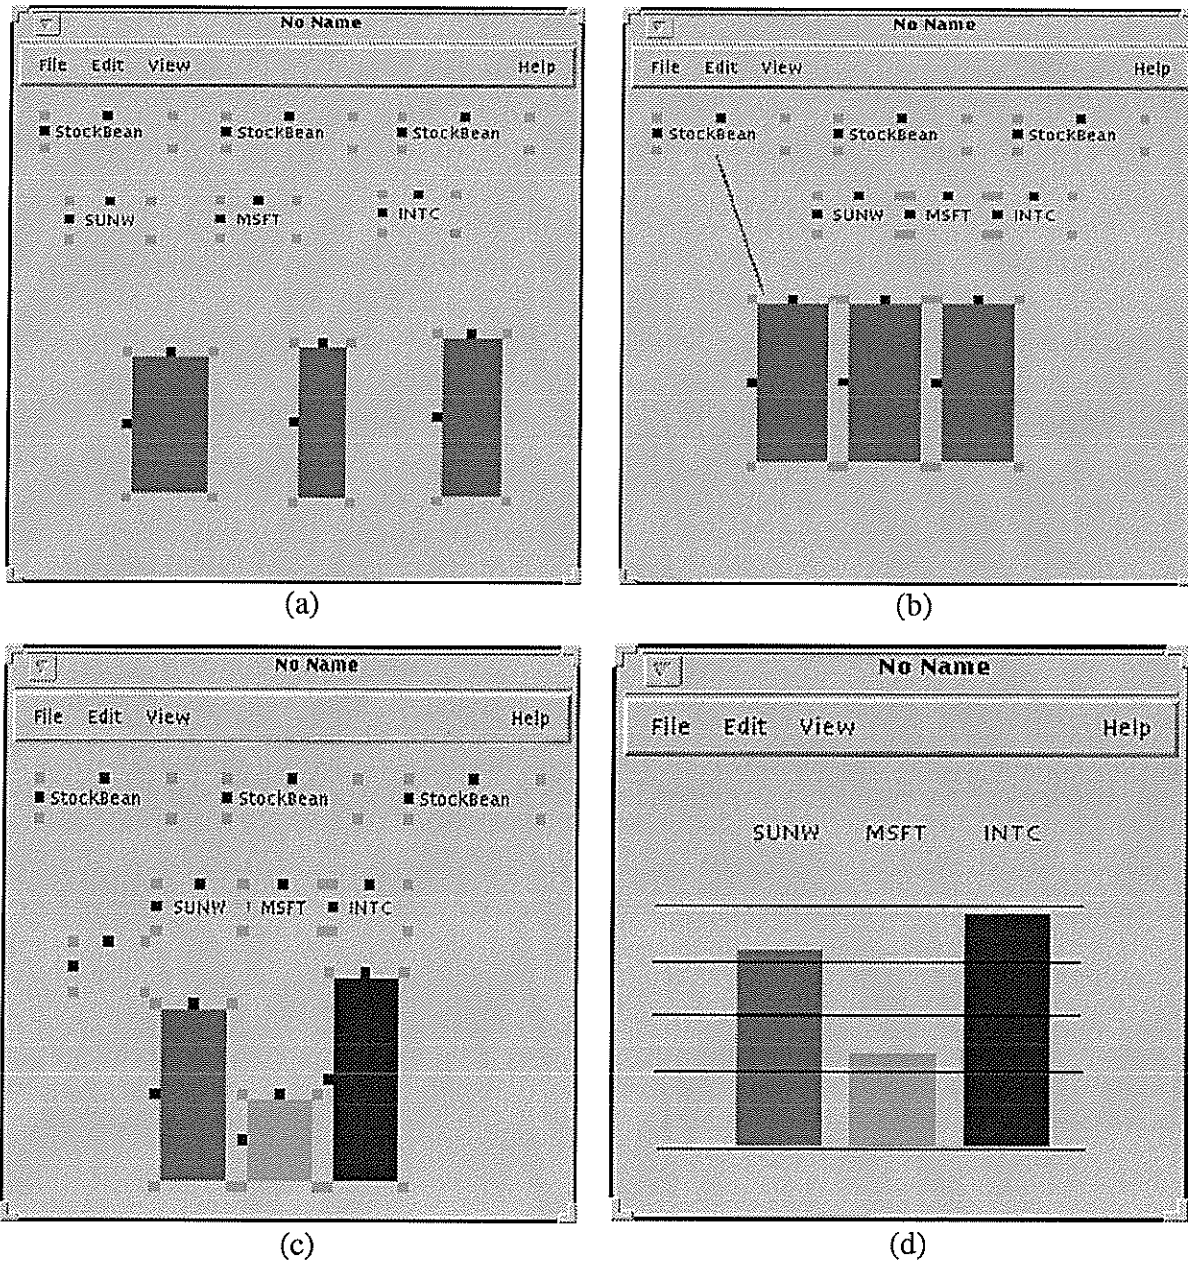 No Name
File Edit View Help
StockBean StockBean StockBean
SUNW MSFT INTC
(a)
No Name
File Edit View Help
StockBean StockBean StockBean
SUNW MSFT INTC
(b)
No Name
File Edit View Help
StockBean StockBean StockBean
SUNW MSFT INTC
(c)
No Name
File Edit View Help
SUNW MSFT INTC
(d)